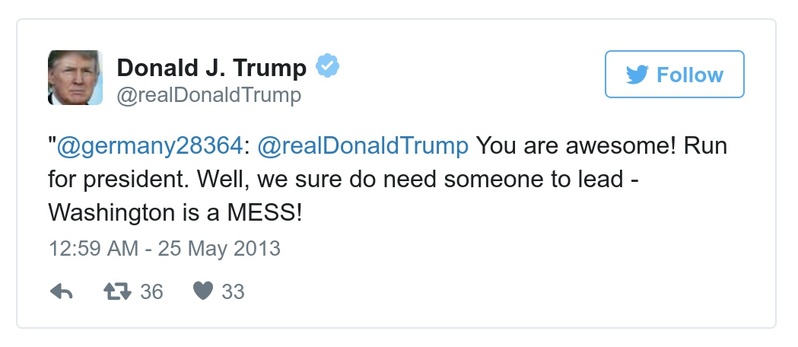 Donald J. Trump
@realDonaldTrump
Follow
"@germany28364: @realDonaldTrump You are awesome! Run
for president. Well, we sure do need someone to lead -
Washington is a MESS!
12:59 AM - 25 May 2013
36 33